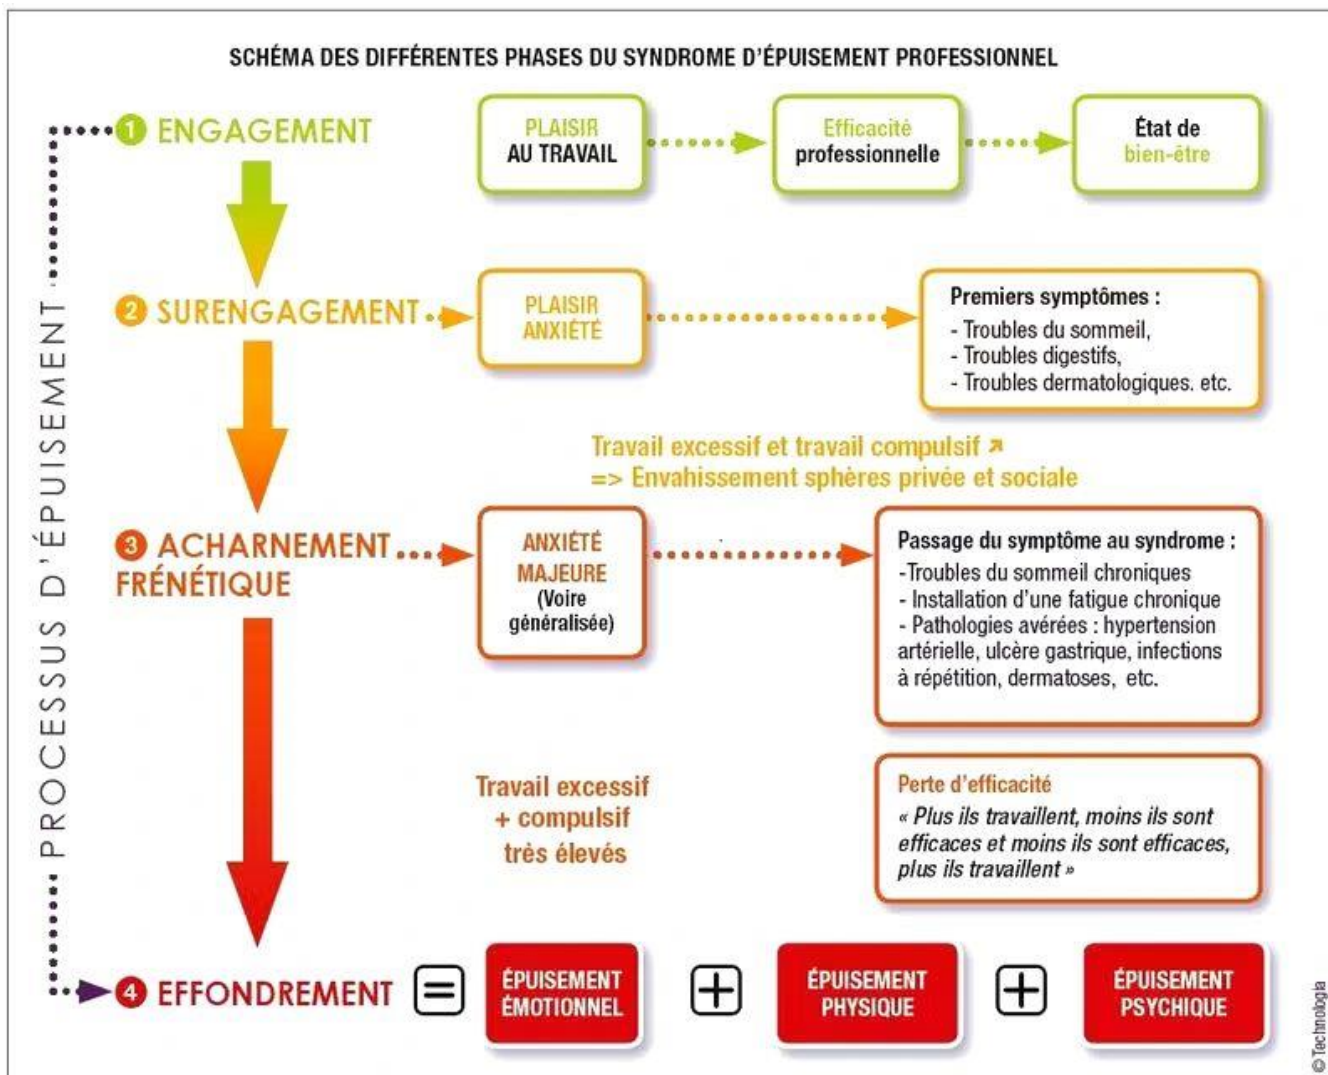 SCHÉMA DES DIFFÉRENTES PHASES DU SYNDROME D'ÉPUISEMENT PROFESSIONNEL
PROCESSUS D'ÉPUISEMENT
1 ENGAGEMENT
PLAISIR
AU TRAVAIL
Efficacité
professionnelle
État de
bien-être
2 SURENGAGEMENT
PLAISIR
ANXIÉTÉ
Premiers symptômes :
- Troubles du sommeil,
- Troubles digestifs,
- Troubles dermatologiques. etc.
Travail excessif et travail compulsif ↗
=> Envahissement sphères privée et sociale
3 ACHARNEMENT
FRÉNÉTIQUE
ANXIÉTÉ
MAJEURE
(Voire
généralisée)
Passage du symptôme au syndrome :
-Troubles du sommeil chroniques
- Installation d'une fatigue chronique
- Pathologies avérées : hypertension
artérielle, ulcère gastrique, infections
à répétition, dermatoses, etc.
Travail excessif
+ compulsif
très élevés
Perte d'efficacité
« Plus ils travaillent, moins ils sont
efficaces et moins ils sont efficaces,
plus ils travaillent »
4 EFFONDREMENT
=
ÉPUISEMENT
ÉMOTIONNEL
+
ÉPUISEMENT
PHYSIQUE
+
ÉPUISEMENT
PSYCHIQUE
© Technologia